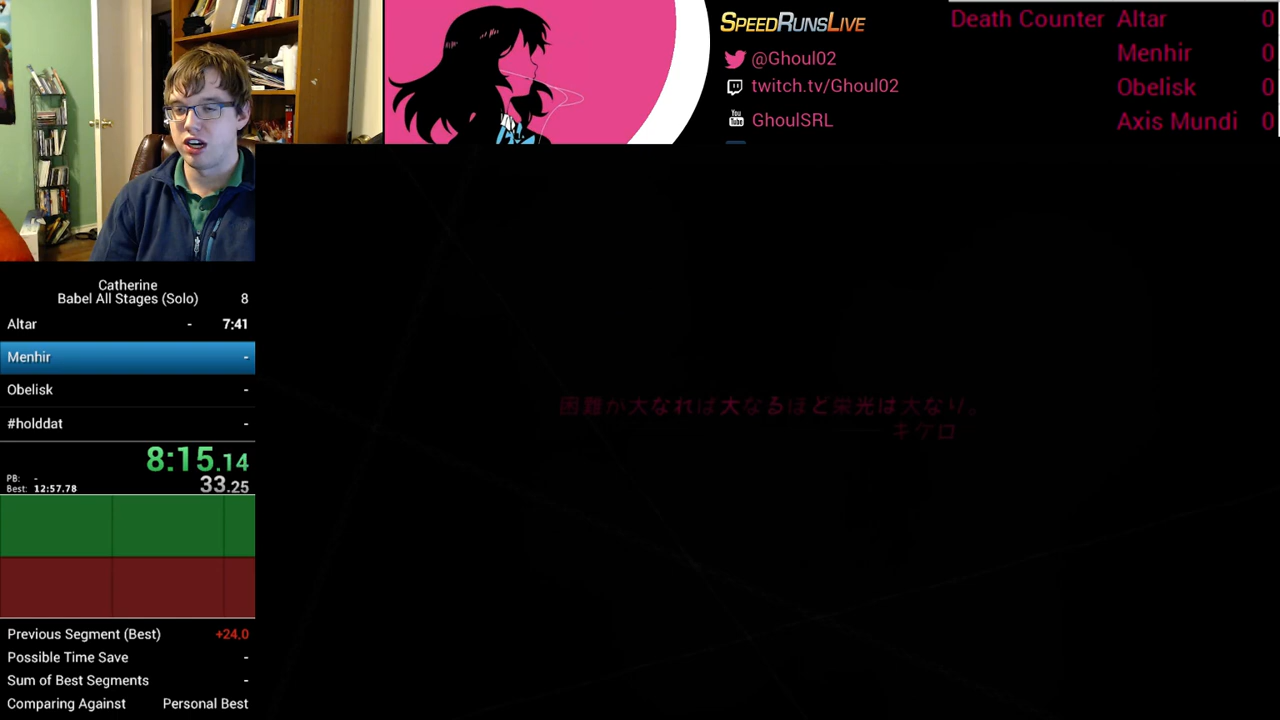 SPEEDRUNSLIVE
@Ghoul02
twitch.tv/Ghoul02
You Tube
GhoulSRL
Death Counter Altar 0
Menhir 0
Obelisk 0
Axis Mundi 0
Catherine
Babel All Stages (Solo) 8
Altar - 7:41
Menhir -
Obelisk -
#holddat -
8:15.14
PB: -
33.25
Best: 12:57.78
Previous Segment (Best) +24.0
Possible Time Save -
Sum of Best Segments -
Comparing Against Personal Best
困難が大なれば大なるほど栄光は大なり。
キケロ